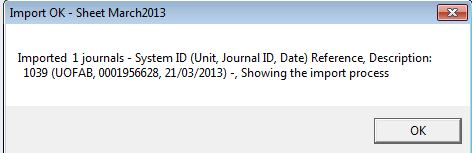 Import OK - Sheet March2013
Imported 1 journals - System ID (Unit, Journal ID, Date) Reference, Description:
1039 (UOFAB, 0001956628, 21/03/2013) -, Showing the import process
OK